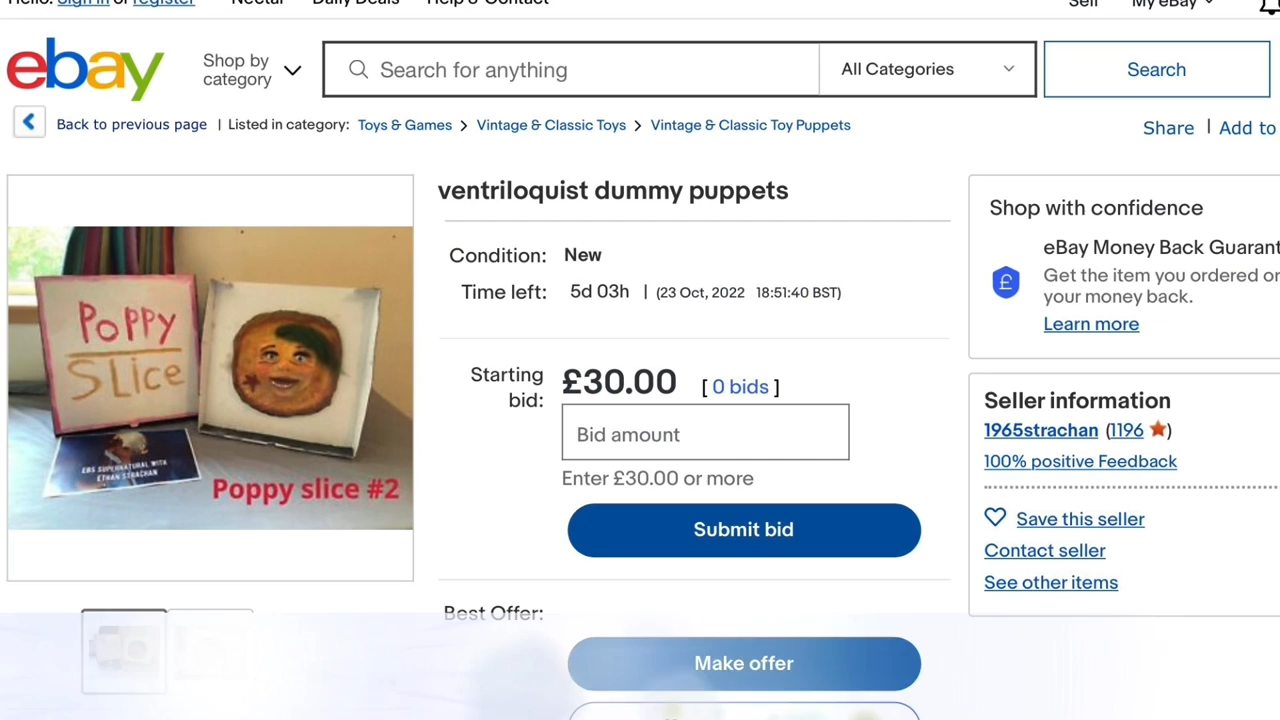 Hello. Sign in or register Nectar Daily Deals Help & Contact Sell My eBay
ebay
Shop by
category
Search for anything
All Categories
Search
Back to previous page | Listed in category: Toys & Games > Vintage & Classic Toys > Vintage & Classic Toy Puppets
Share | Add to
ventriloquist dummy puppets
Condition: New
Time left: 5d 03h | (23 Oct, 2022 18:51:40 BST)
Starting
bid:
£30.00 [ 0 bids ]
Bid amount
Enter £30.00 or more
Submit bid
Best Offer:
Make offer
POPPY
SLice
EBS SUPERNATURAL WITH
ETHAN STRACHAN
Poppy slice #2
Shop with confidence
eBay Money Back Guarant
£
Get the item you ordered or
your money back.
Learn more
Seller information
1965strachan (1196)
100% positive Feedback
Save this seller
Contact seller
See other items